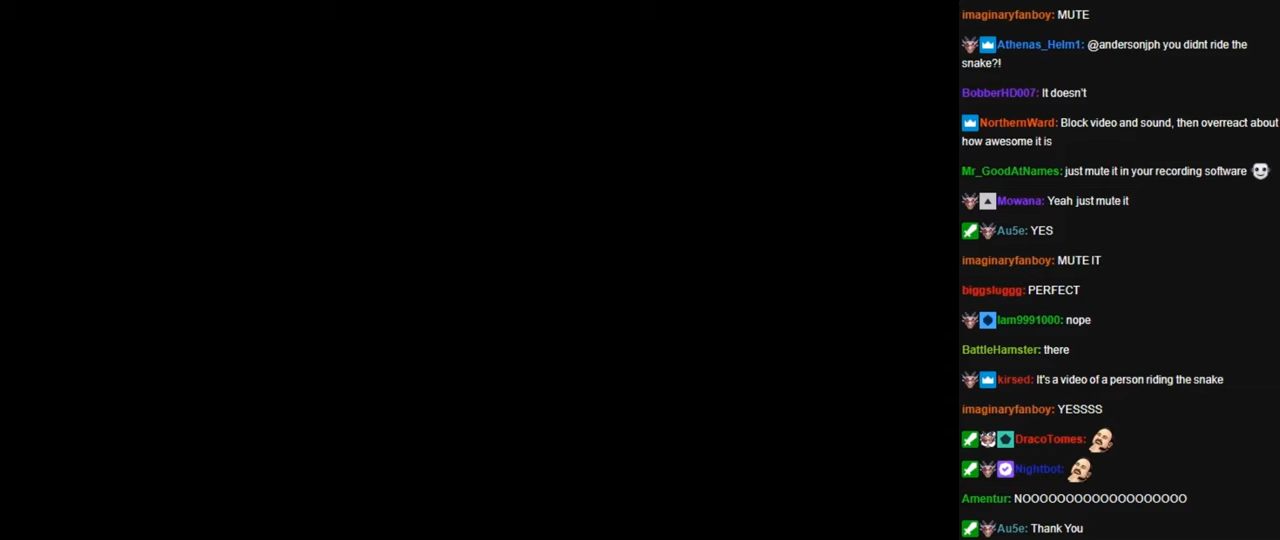 imaginaryfanboy: MUTE
Athenas_Helm1: @andersonjph you didnt ride the
snake?!
BobberHD007: It doesn't
NorthernWard: Block video and sound, then overreact about
how awesome it is
Mr_GoodAtNames: just mute it in your recording software
Mowana: Yeah just mute it
Au5e: YES
imaginaryfanboy: MUTE IT
biggsluggg: PERFECT
Iam9991000: nope
BattleHamster: there
kirsed: It's a video of a person riding the snake
imaginaryfanboy: YESSSS
DracoTomes:
Nightbot:
Amentur: NOOOOOOOOOOOOOOOOOOO
Au5e: Thank You